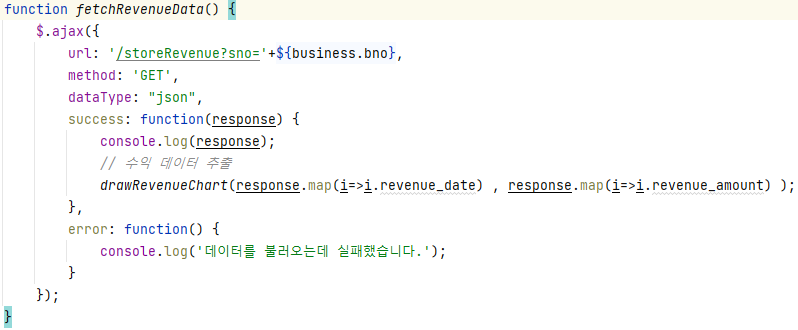 function fetchRevenueData() {
$.ajax({
url: '/storeRevenue?sno='+${business.bno},
method: 'GET',
dataType: "json",
success: function(response) {
console.log(response);
// 수익 데이터 추출
drawRevenueChart(response.map(i=>i.revenue_date) , response.map(i=>i.revenue_amount) );
},
error: function() {
console.log('데이터를 불러오는데 실패했습니다.');
}
});
}